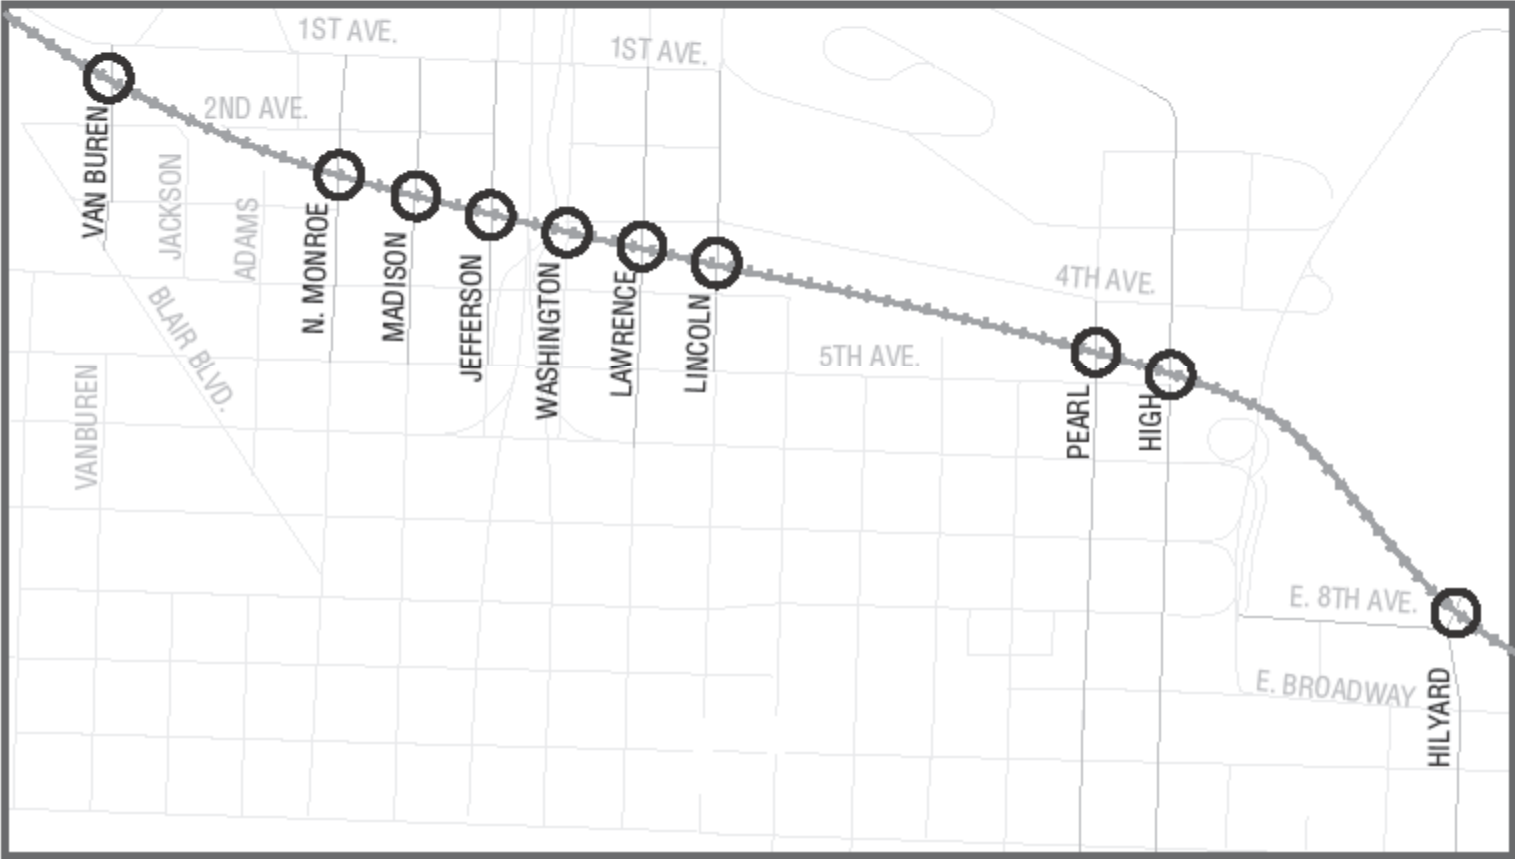 1ST AVE.
1ST AVE.
2ND AVE.
VAN BUREN
JACKSON
ADAMS
N. MONROE
MADISON
JEFFERSON
WASHINGTON
LAWRENCE
LINCOLN
4TH AVE.
5TH AVE.
BLAIR BLVD.
VANBUREN
PEARL
HIGH
E. 8TH AVE.
E. BROADWAY
HILYARD